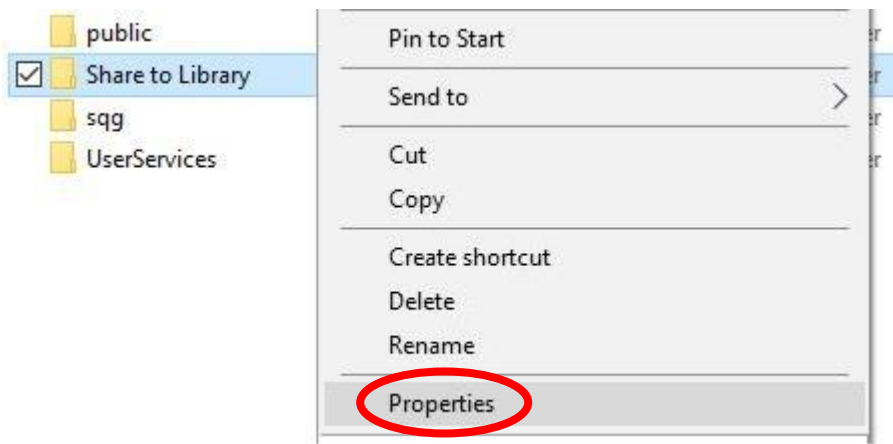 public
Share to Library
sqg
UserServices
Pin to Start
Send to
Cut
Copy
Create shortcut
Delete
Rename
Properties